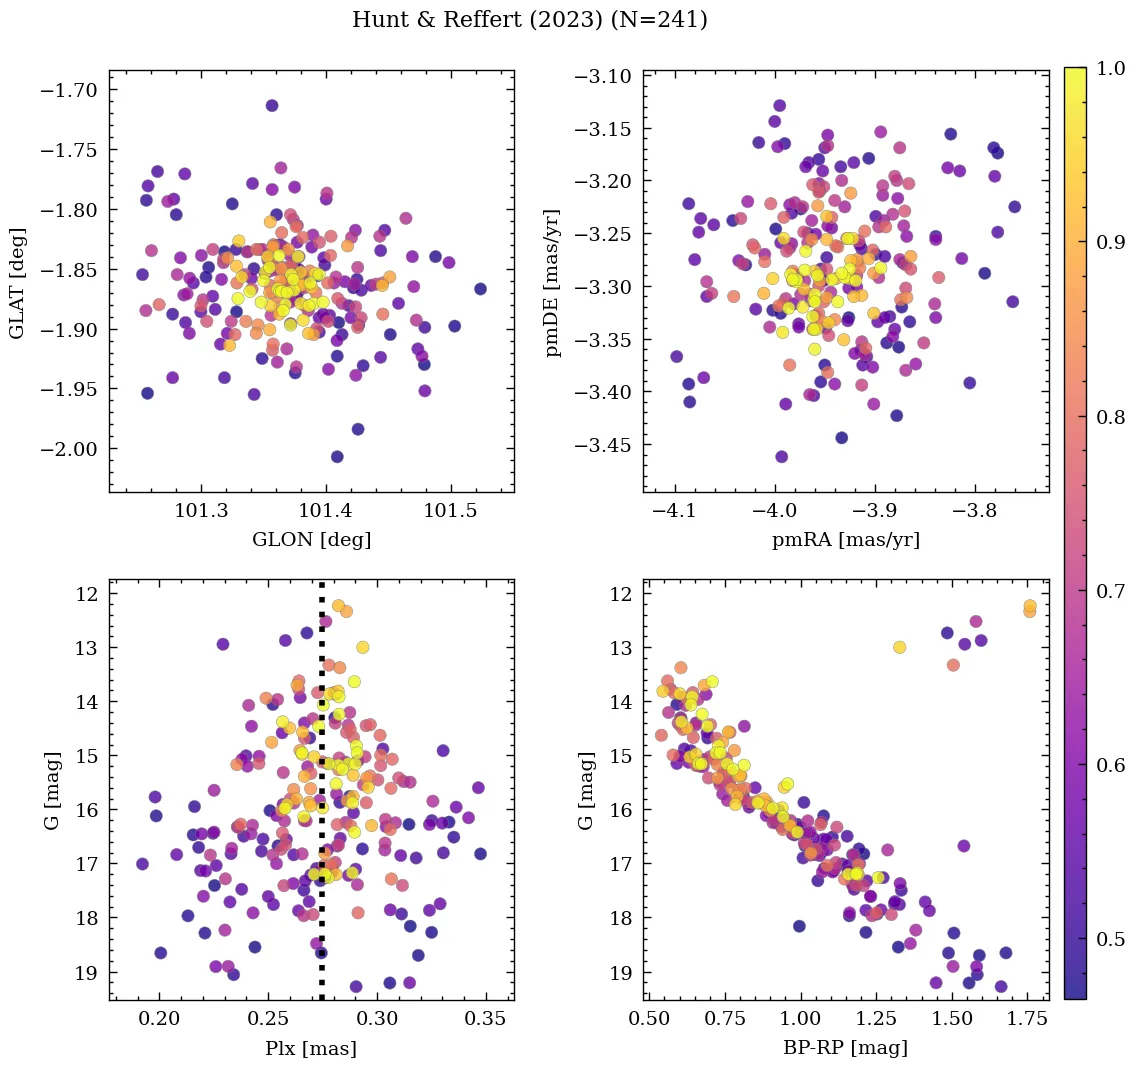 Hunt & Reffert (2023) (N=241)
−1.70
−1.75
−1.80
−1.85
−1.90
−1.95
−2.00
GLAT [deg]
101.3 101.4 101.5
GLON [deg]
−3.10
−3.15
−3.20
−3.25
−3.30
−3.35
−3.40
−3.45
pmDE [mas/yr]
−4.1 −4.0 −3.9 −3.8
pmRA [mas/yr]
12
13
14
15
16
17
18
19
G [mag]
0.20 0.25 0.30 0.35
Plx [mas]
12
13
14
15
16
17
18
19
G [mag]
0.50 0.75 1.00 1.25 1.50 1.75
BP-RP [mag]
1.0
0.9
0.8
0.7
0.6
0.5